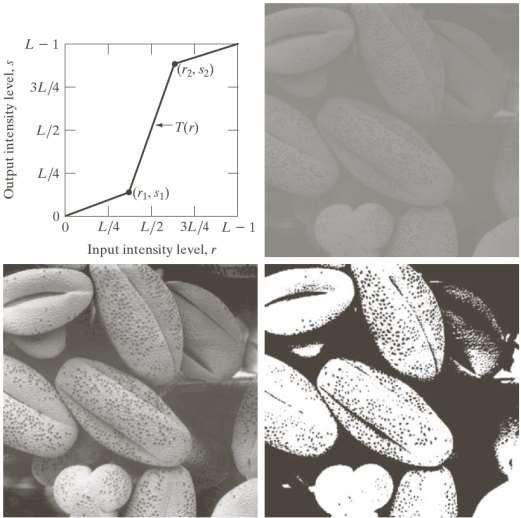 Output intensity level, s
L − 1
3L/4
L/2
L/4
0
(r₂, s₂)
T(r)
(r₁, s₁)
0 L/4 L/2 3L/4 L − 1
Input intensity level, r